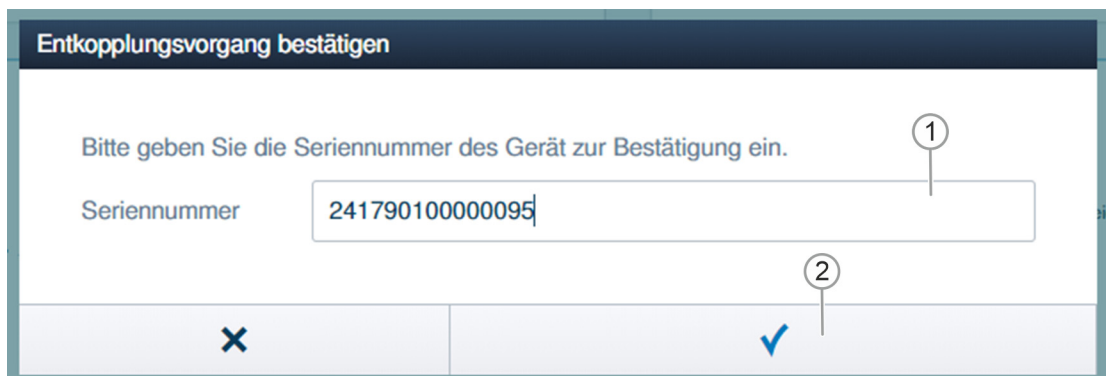 Entkopplungsvorgang bestätigen
Bitte geben Sie die Seriennummer des Gerät zur Bestätigung ein.
1
Seriennummer 241790100000095
2